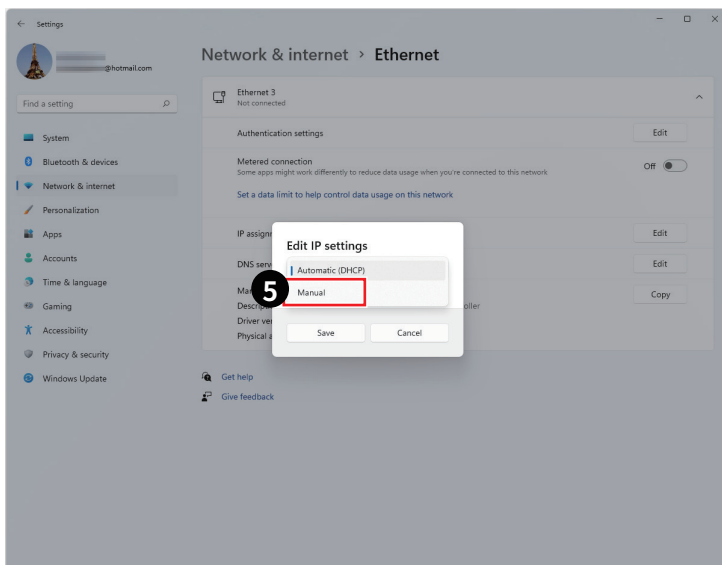 Settings
@hotmail.com
Find a setting
System
Bluetooth & devices
Network & internet
Personalization
Apps
Accounts
Time & language
Gaming
Accessibility
Privacy & security
Windows Update
Network & internet > Ethernet
Ethernet 3
Not connected
Authentication settings
Edit
Metered connection
Some apps might work differently to reduce data usage when you're connected to this network
Off
Set a data limit to help control data usage on this network
IP assign
Edit
DNS serv
Edit
Copy
Descrip
oller
Driver ve
Physical a
Edit IP settings
Automatic (DHCP)
5 Manual
Save Cancel
Get help
Give feedback